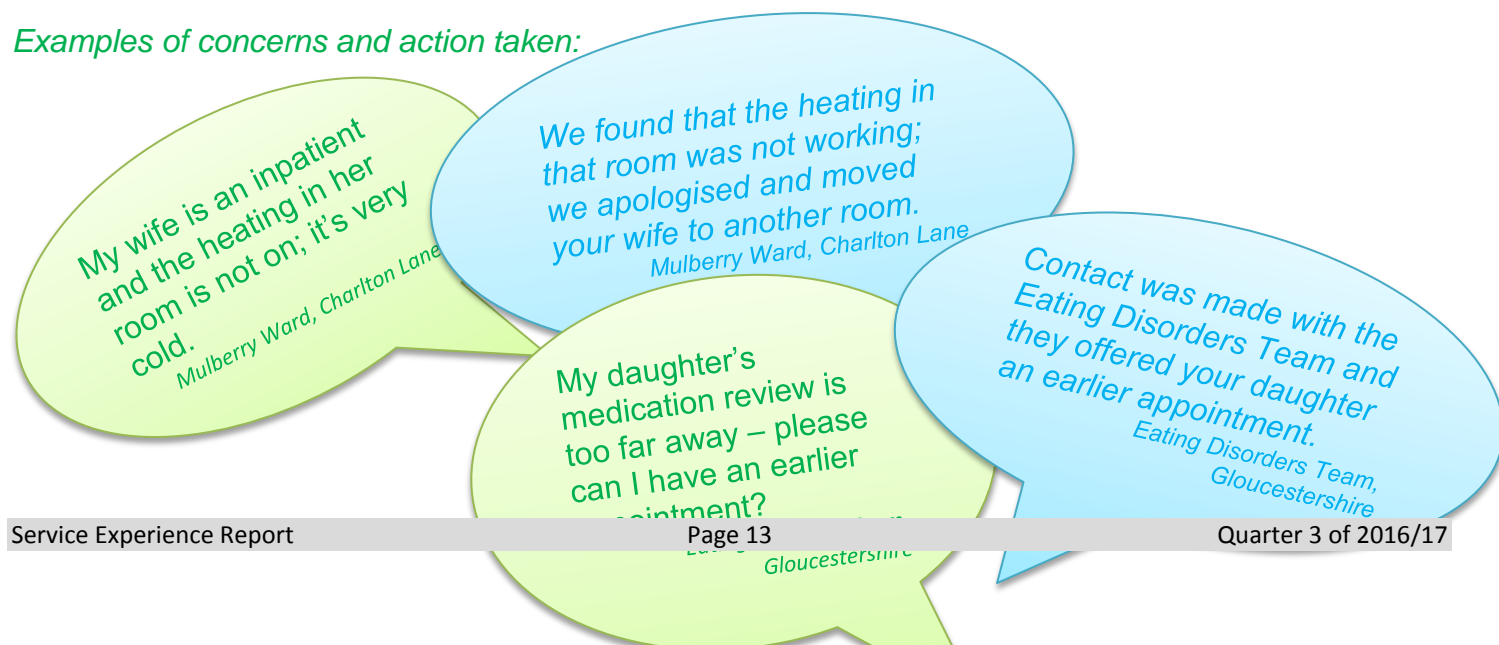 Examples of concerns and action taken:
My wife is an inpatient
and the heating in her
room is not on; it's very
cold.
Mulberry Ward, Charlton Lane
We found that the heating in
that room was not working;
we apologised and moved
your wife to another room.
Mulberry Ward, Charlton Lane
My daughter's
medication review is
too far away – please
can I have an earlier
Gloucestershire
Contact was made with the
Eating Disorders Team and
they offered your daughter
an earlier appointment.
Eating Disorders Team,
Gloucestershire
Service Experience Report Page 13 Quarter 3 of 2016/17